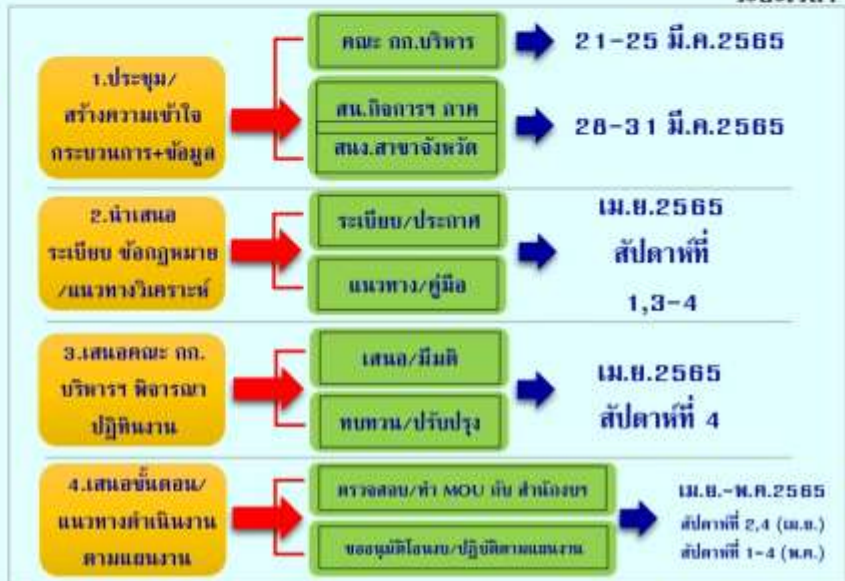 1.ประชุม/
สร้างความเข้าใจ
กระบวนการ+ข้อมูล
คณะ กก.บริหาร
21-25 มี.ค.2565
สน.กิจการฯ ภาค
สนง.สาขาจังหวัด
28-31 มี.ค.2565
2.นำเสนอ
ระเบียบ ข้อกฎหมาย
/แนวทางวิเคราะห์
ระเบียบ/ประกาศ
แนวทาง/คู่มือ
เม.ย.2565
สัปดาห์ที่
1,3-4
3.เสนอคณะ กก.
บริหารฯ พิจารณา
ปฏิทินงาน
เสนอ/มีมติ
ทบทวน/ปรับปรุง
เม.ย.2565
สัปดาห์ที่ 4
4.เสนอขั้นตอน/
แนวทางดำเนินงาน
ตามแผนงาน
ตรวจสอบ/ทำ MOU กับ สำนักงบฯ
ขออนุมัติโอนงบ/ปฏิบัติตามแผนงาน
เม.ย.-พ.ค.2565
สัปดาห์ที่ 2,4 (เม.ย.)
สัปดาห์ที่ 1-4 (พ.ค.)